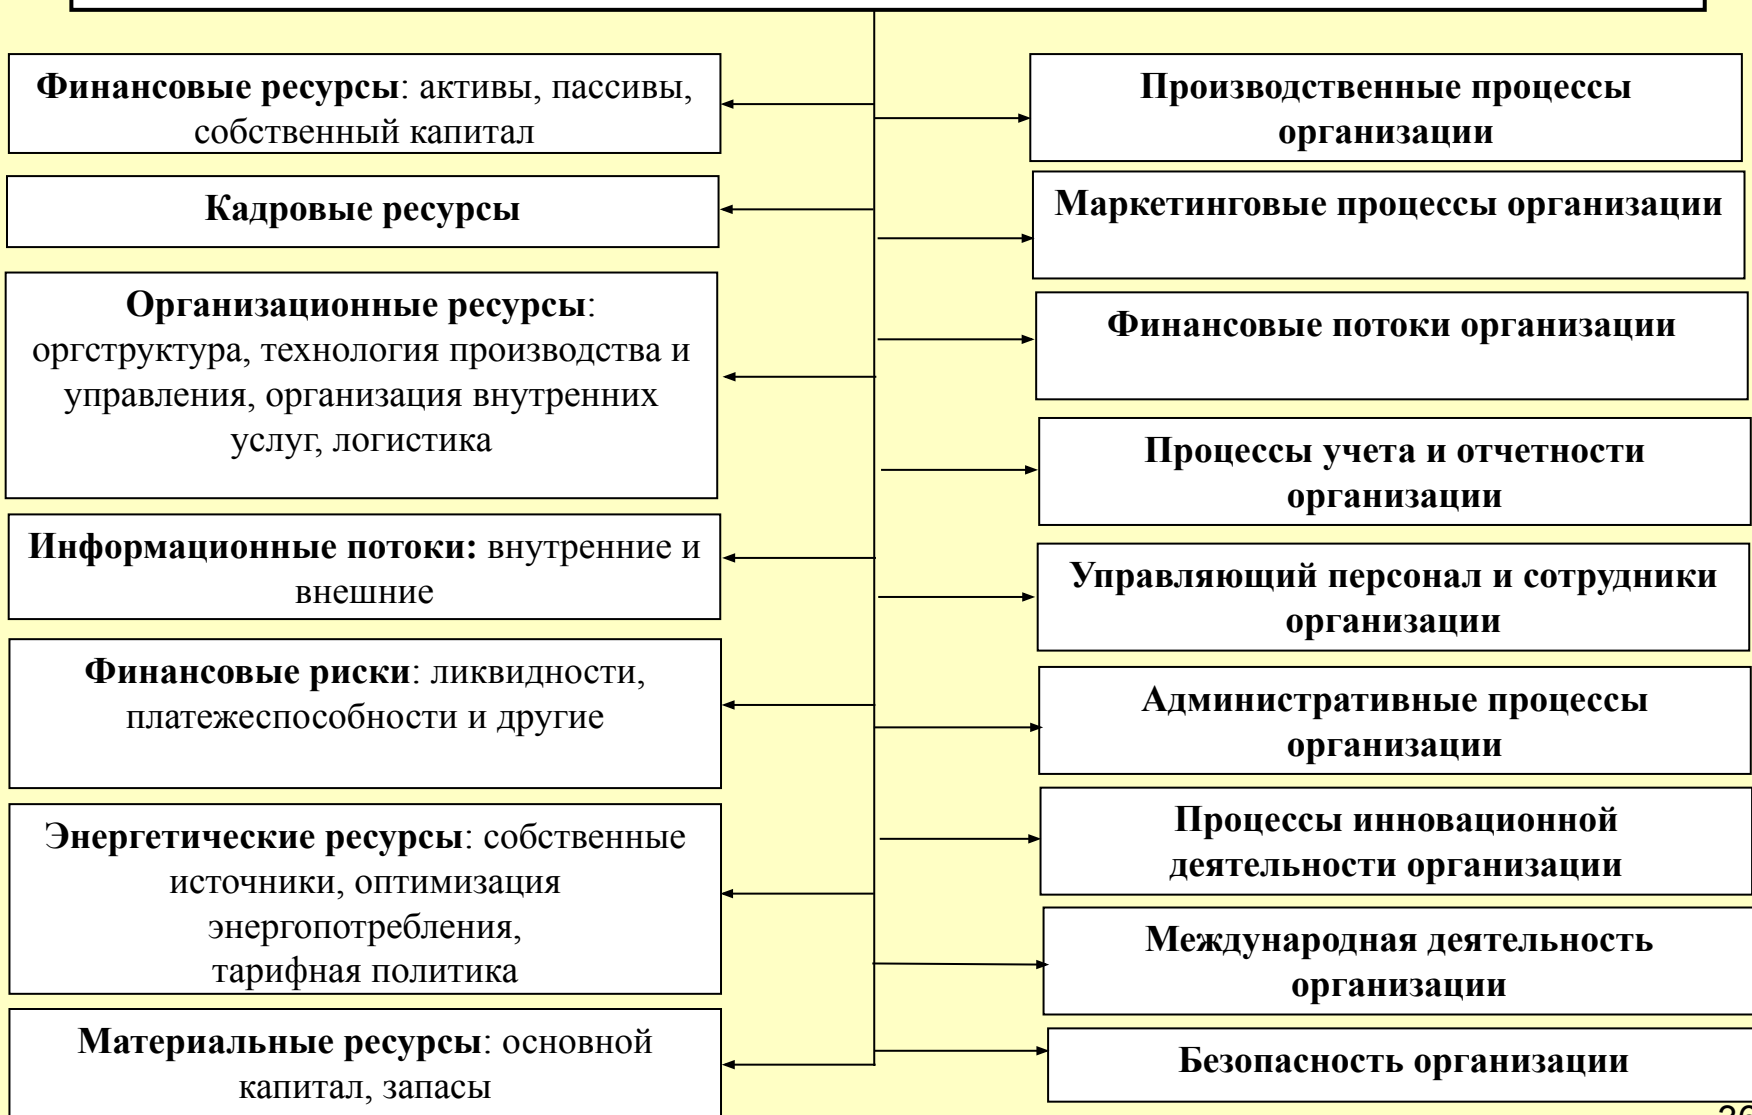 Финансовые ресурсы: активы, пассивы,
собственный капитал
Кадровые ресурсы
Организационные ресурсы:
оргструктура, технология производства и
управления, организация внутренних
услуг, логистика
Информационные потоки: внутренние и
внешние
Финансовые риски: ликвидности,
платежеспособности и другие
Энергетические ресурсы: собственные
источники, оптимизация
энергопотребления,
тарифная политика
Материальные ресурсы: основной
капитал, запасы
Производственные процессы
организации
Маркетинговые процессы организации
Финансовые потоки организации
Процессы учета и отчетности
организации
Управляющий персонал и сотрудники
организации
Административные процессы
организации
Процессы инновационной
деятельности организации
Международная деятельность
организации
Безопасность организации